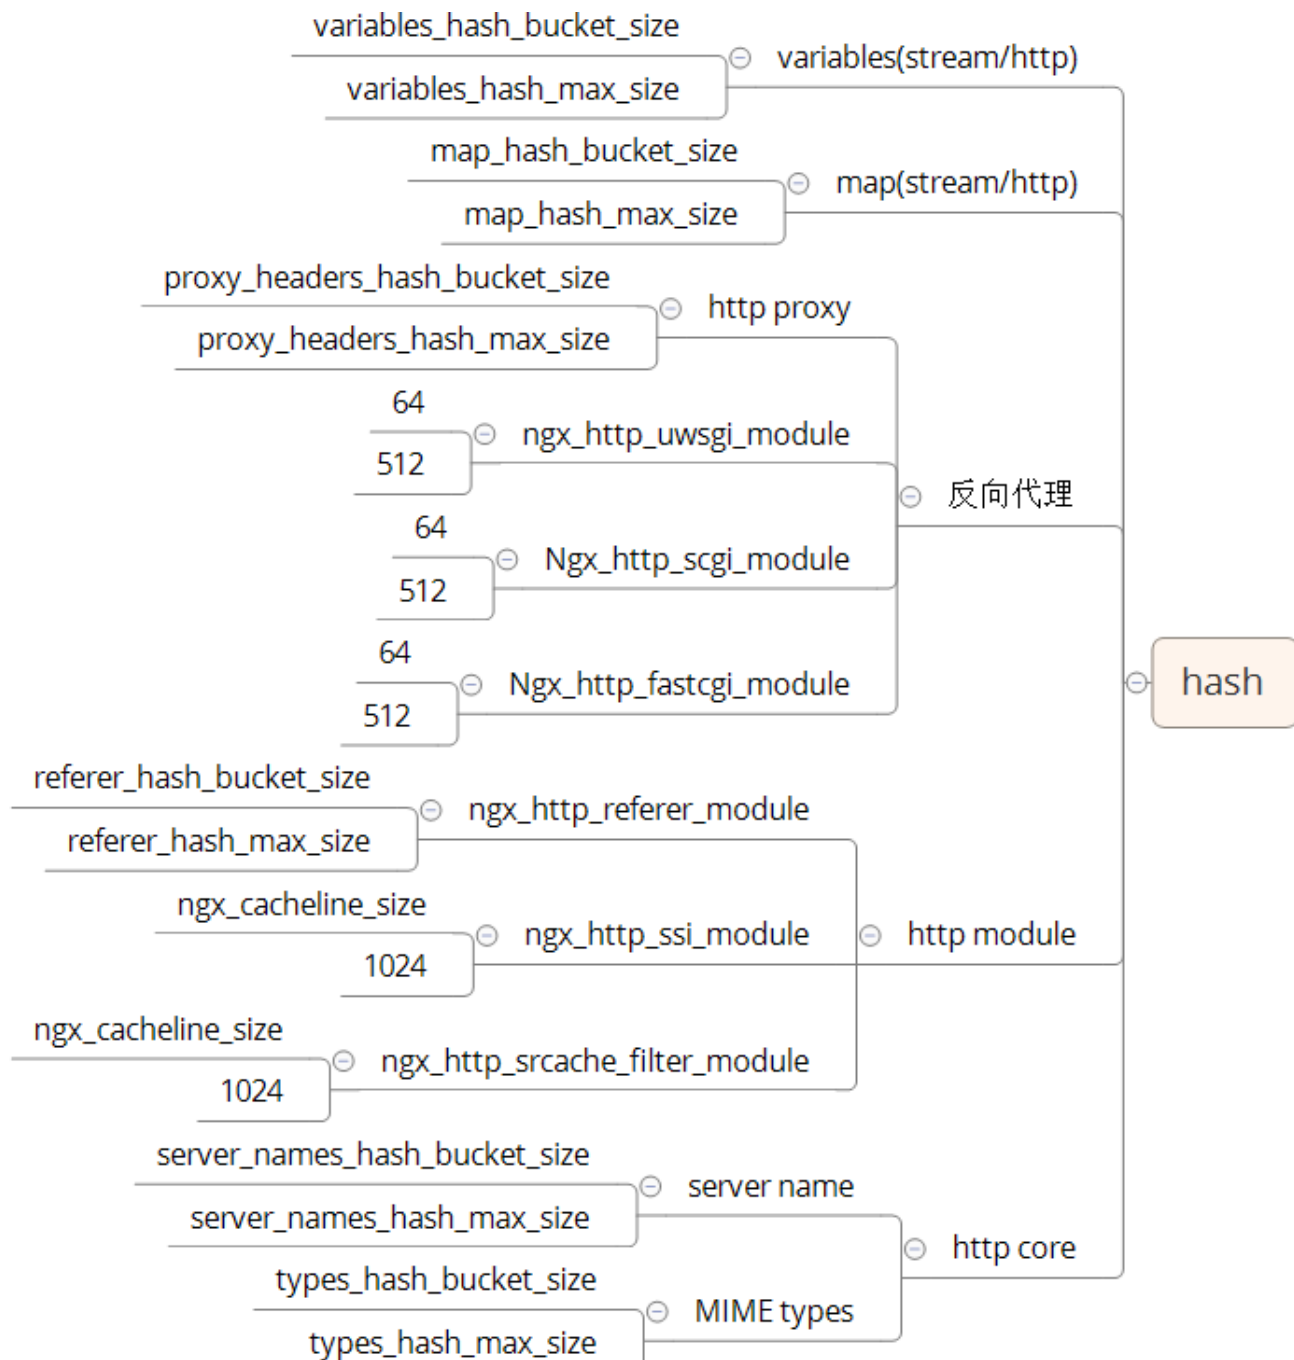 variables_hash_bucket_size
variables(stream/http)
variables_hash_max_size
map_hash_bucket_size
map(stream/http)
map_hash_max_size
proxy_headers_hash_bucket_size
http proxy
proxy_headers_hash_max_size
64
ngx_http_uwsgi_module
512
反向代理
64
Ngx_http_scgi_module
512
64
Ngx_http_fastcgi_module
512
hash
referer_hash_bucket_size
ngx_http_referer_module
referer_hash_max_size
ngx_cacheline_size
ngx_http_ssi_module
http module
1024
ngx_cacheline_size
ngx_http_srcache_filter_module
1024
server_names_hash_bucket_size
server name
server_names_hash_max_size
http core
types_hash_bucket_size
MIME types
types_hash_max_size